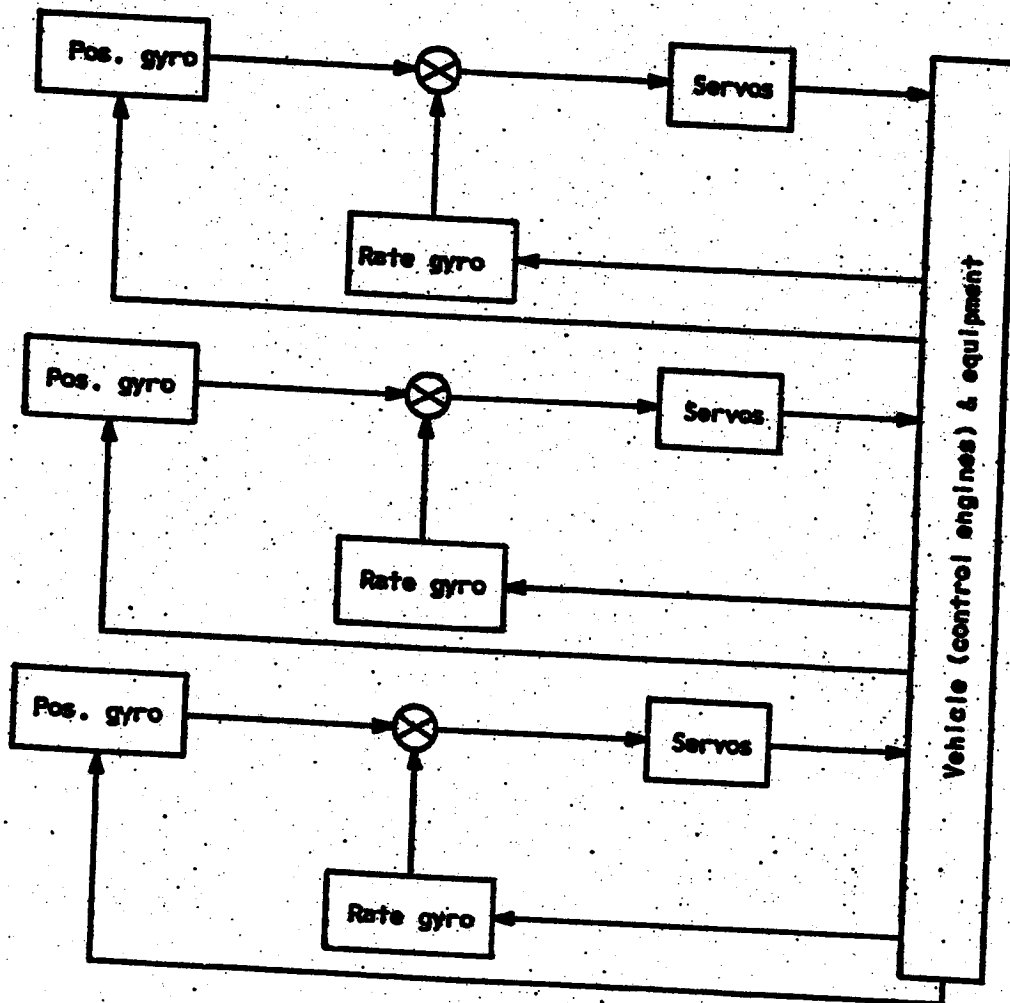 Pos. gyro
Servos
Rate gyro
Pos. gyro
Servos
Rate gyro
Pos. gyro
Servos
Rate gyro
Vehicle (control engines) & equipment